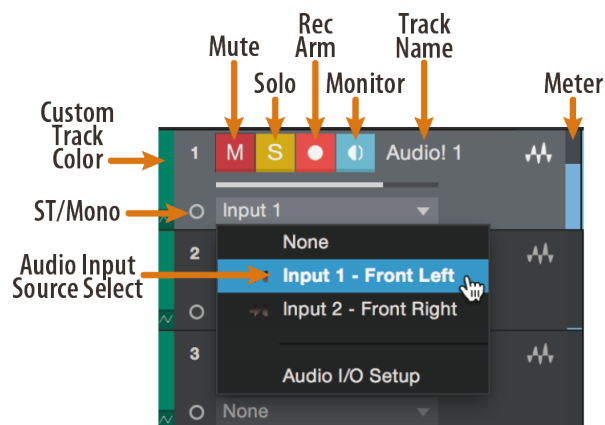 Rec
Arm
Track
Name
Mute
Solo
Monitor
Meter
Custom
Track
Color
1
M
S
Audio! 1
ST/Mono
Input 1
None
2
Audio Input
Source Select
Input 1 - Front Left
Input 2 - Front Right
3
Audio I/O Setup
None